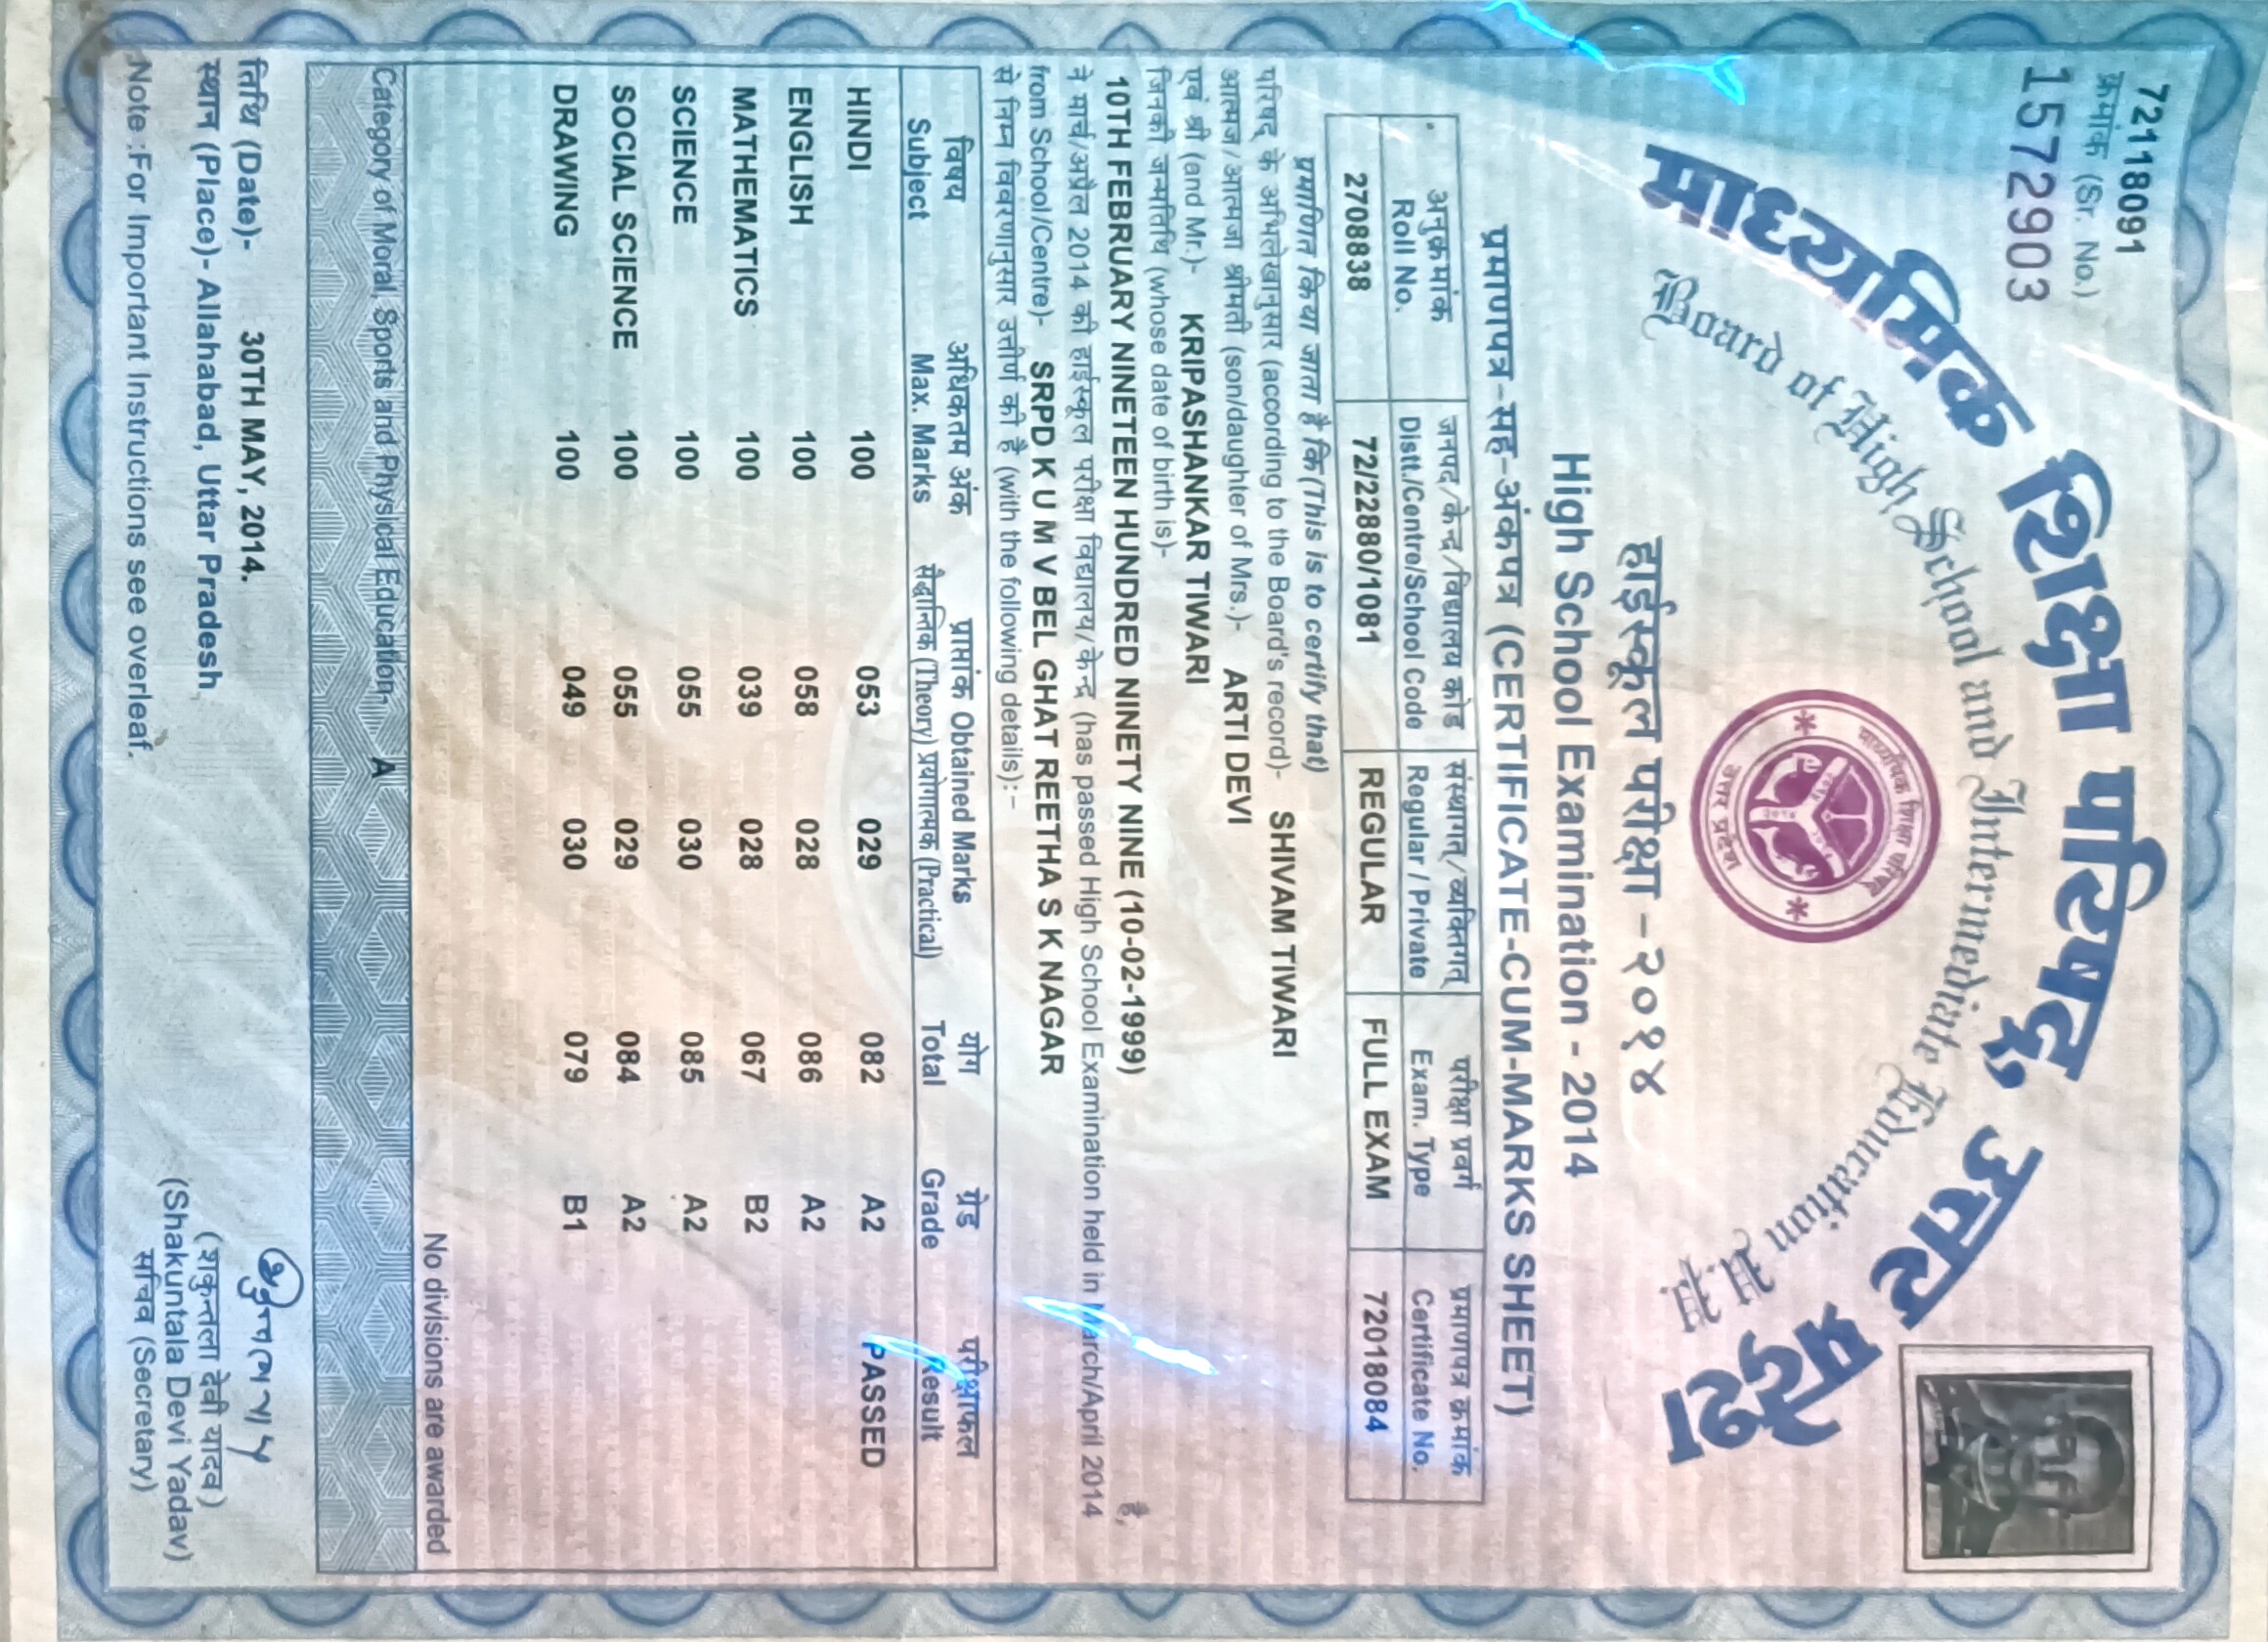 72118091
क्रमांक (Sr. No.)
1572903
माध्यमिक शिक्षा परिषद्, उत्तर प्रदेश
Board of High School and Intermediate Education U.P.
माध्यमिक शिक्षा परिषद्
उत्तर प्रदेश
हाईस्कूल परीक्षा - २०१४
High School Examination - 2014
प्रमाणपत्र-सह-अंकपत्र (CERTIFICATE-CUM-MARKS SHEET)
अनुक्रमांक जनपद/केन्द्र/विद्यालय कोड संस्थागत/व्यक्तिगत परीक्षा प्रवर्ग प्रमाणपत्र क्रमांक
Roll No. Distt./Centre/School Code Regular / Private Exam. Type Certificate No.
2708838 72/22880/1081 REGULAR FULL EXAM 72018084
प्रमाणित किया जाता है कि (This is to certify that)
परिषद् के अभिलेखानुसार (according to the Board's record)- SHIVAM TIWARI
आत्मज/आत्मजा श्रीमती (son/daughter of Mrs.)- ARTI DEVI
एवं श्री (and Mr.)- KRIPASHANKAR TIWARI
जिनकी जन्मतिथि (whose date of birth is)-
10TH FEBRUARY NINETEEN HUNDRED NINETY NINE (10-02-1999) है,
ने मार्च/अप्रैल 2014 की हाईस्कूल परीक्षा विद्यालय/केन्द्र (has passed High School Examination held in March/April 2014
from School/Centre)- SRPD K U M V BEL GHAT REETHA S K NAGAR
से निम्न विवरणानुसार उत्तीर्ण की है (with the following details):-
विषय अधिकतम अंक प्राप्तांक Obtained Marks योग ग्रेड परीक्षाफल
Subject Max. Marks सैद्धान्तिक (Theory) प्रयोगात्मक (Practical) Total Grade Result
HINDI 100 053 029 082 A2 PASSED
ENGLISH 100 058 028 086 A2
MATHEMATICS 100 039 028 067 B2
SCIENCE 100 055 030 085 A2
SOCIAL SCIENCE 100 055 029 084 A2
DRAWING 100 049 030 079 B1
No divisions are awarded
Category of Moral, Sports and Physical Education- A
तिथि (Date)- 30TH MAY, 2014.
स्थान (Place)- Allahabad, Uttar Pradesh
(शकुन्तला देवी यादव)
(Shakuntala Devi Yadav)
सचिव (Secretary)
Note :For Important Instructions see overleaf.